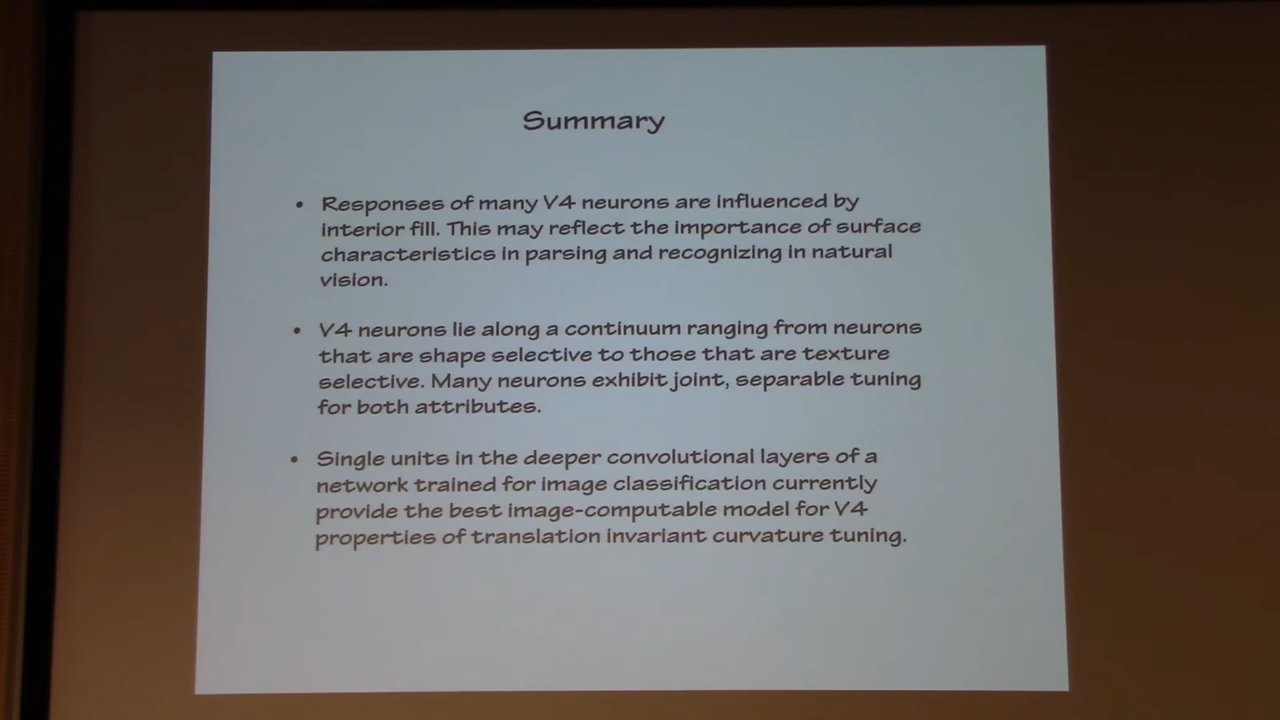 Summary
• Responses of many V4 neurons are influenced by
interior fill. This may reflect the importance of surface
characteristics in parsing and recognizing in natural
vision.
• V4 neurons lie along a continuum ranging from neurons
that are shape selective to those that are texture
selective. Many neurons exhibit joint, separable tuning
for both attributes.
• Single units in the deeper convolutional layers of a
network trained for image classification currently
provide the best image-computable model for V4
properties of translation invariant curvature tuning.